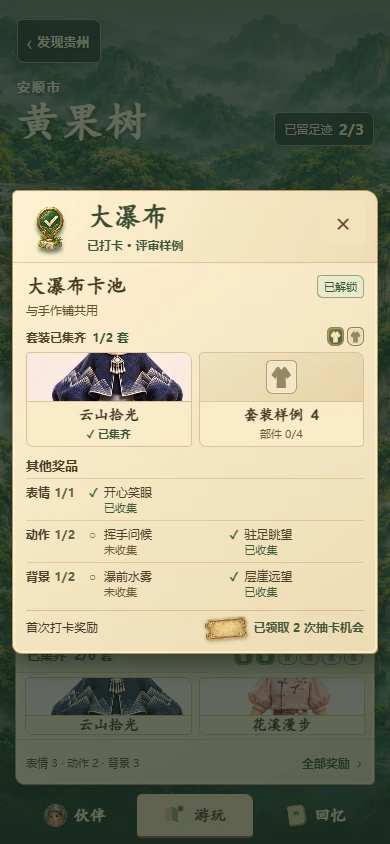 ‹ 发现贵州
安顺市
黄果树
已留足迹 2/3
大瀑布
已打卡·评审样例
×
大瀑布卡池
已解锁
与手作铺共用
套装已集齐 1/2 套
云山拾光
✓ 已集齐
套装样例 4
部件 0/4
其他奖品
表情 1/1 ✓ 开心笑眼
已收集
动作 1/2 ○ 挥手问候 ✓ 驻足眺望
未收集 已收集
背景 1/2 ○ 瀑前水雾 ✓ 层崖远望
未收集 已收集
首次打卡奖励 已领取 2 次抽卡机会
已集齐 2/6 套
云山拾光 花溪漫步
表情 3 · 动作 2 · 背景 3 全部奖励 ›
伙伴 游玩 回忆